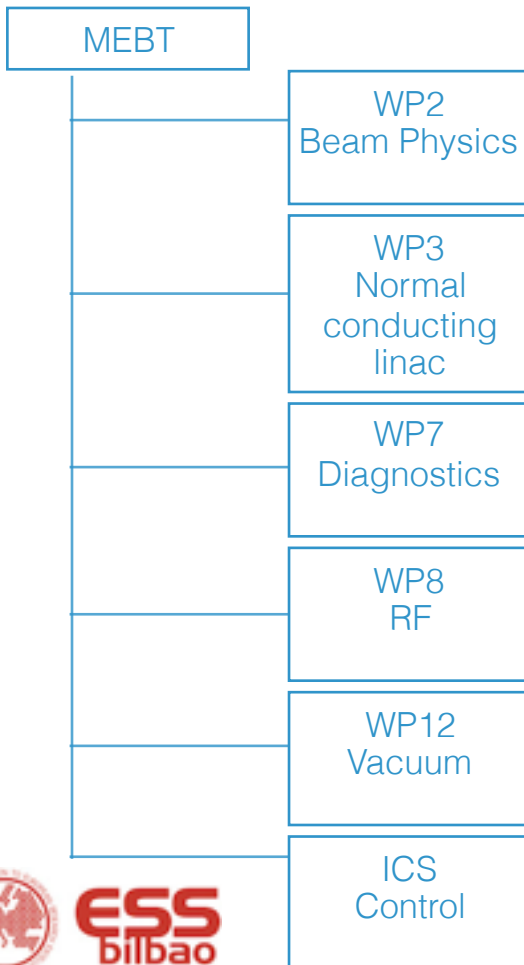 MEBT
WP2
Beam Physics
WP3
Normal
conducting
linac
WP7
Diagnostics
WP8
RF
WP12
Vacuum
ICS
Control
ESS
bilbao